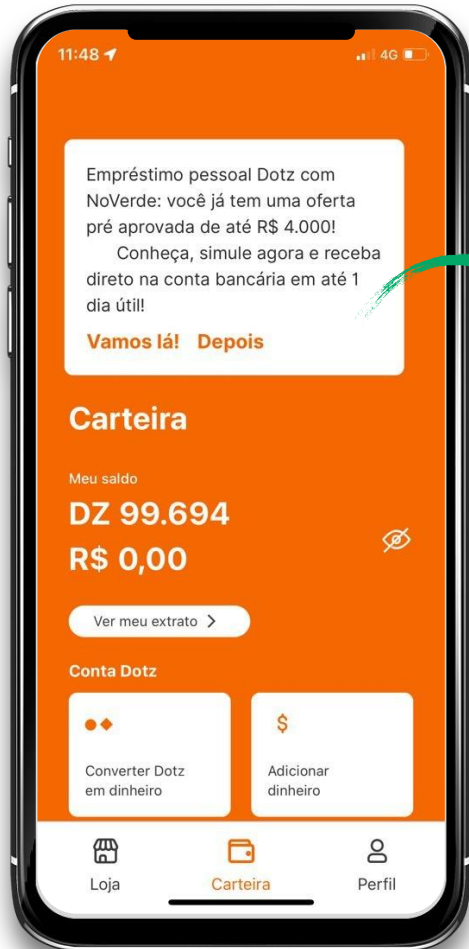 11:48
4G
Empréstimo pessoal Dotz com
NoVerde: você já tem uma oferta
pré aprovada de até R$ 4.000!
Conheça, simule agora e receba
direto na conta bancária em até 1
dia útil!
Vamos lá! Depois
Carteira
Meu saldo
DZ 99.694
R$ 0,00
Ver meu extrato
Conta Dotz
$
Converter Dotz
em dinheiro
Adicionar
dinheiro
Loja
Carteira
Perfil